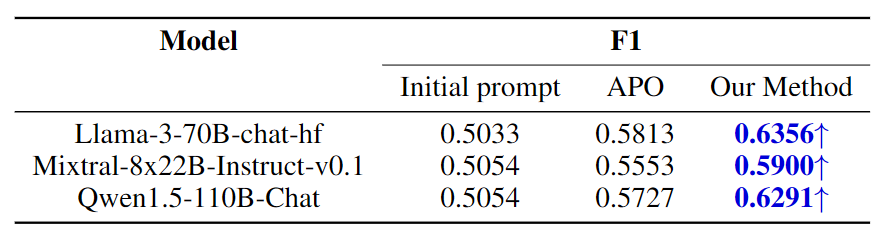 Model F1
Initial prompt APO Our Method
Llama-3-70B-chat-hf 0.5033 0.5813 0.6356↑
Mixtral-8x22B-Instruct-v0.1 0.5054 0.5553 0.5900↑
Qwen1.5-110B-Chat 0.5054 0.5727 0.6291↑